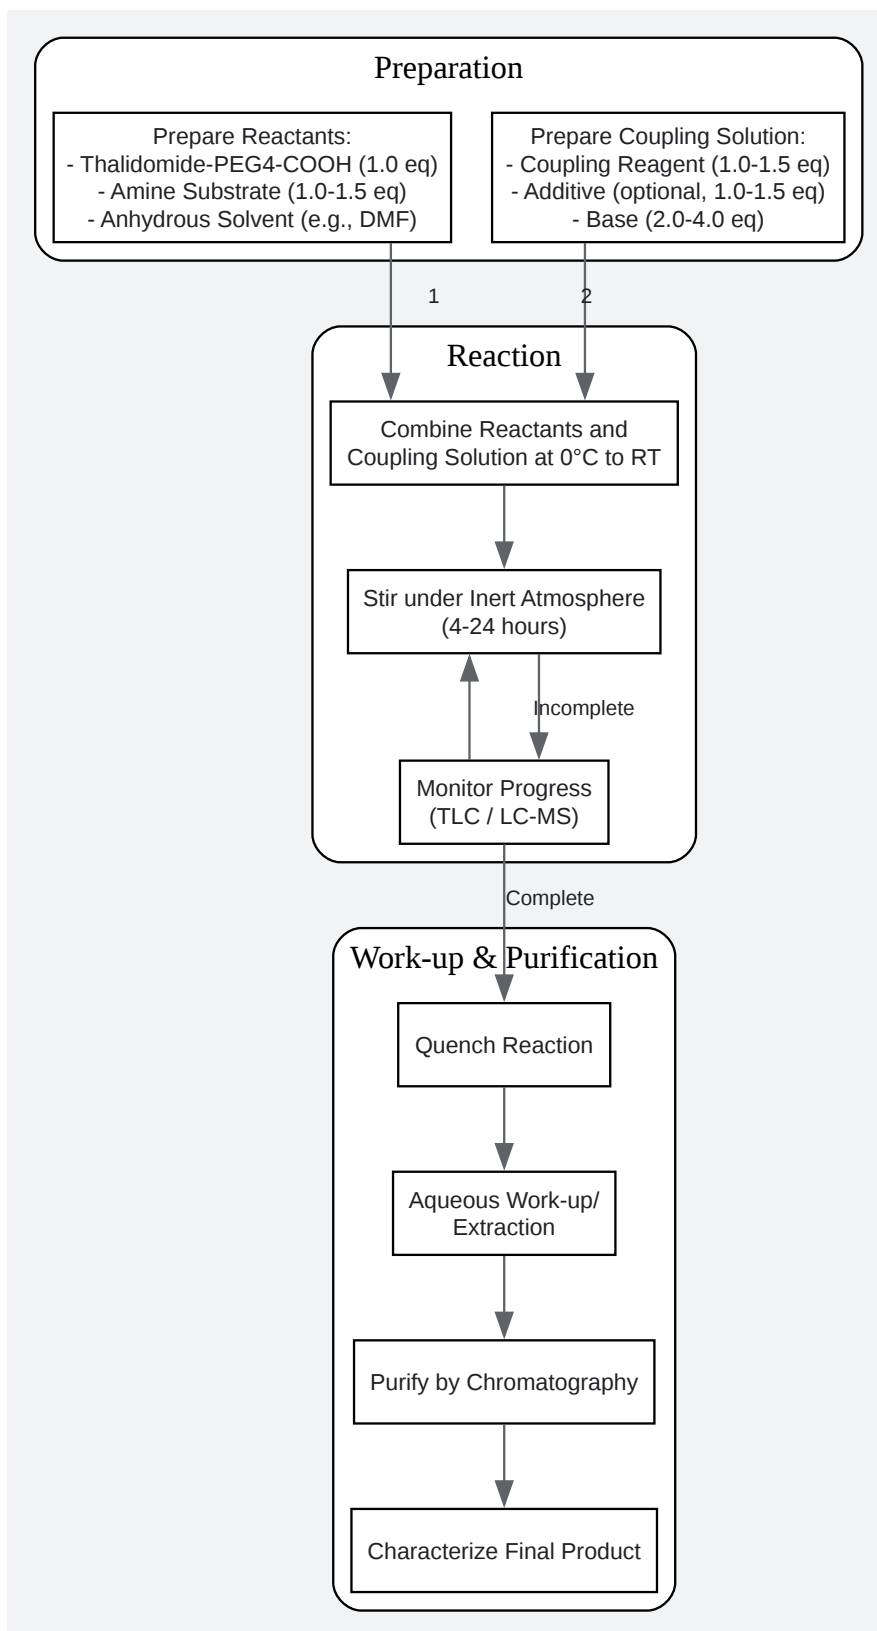 Preparation
Prepare Reactants:
- Thalidomide-PEG4-COOH (1.0 eq)
- Amine Substrate (1.0-1.5 eq)
- Anhydrous Solvent (e.g., DMF)
Prepare Coupling Solution:
- Coupling Reagent (1.0-1.5 eq)
- Additive (optional, 1.0-1.5 eq)
- Base (2.0-4.0 eq)
1
2
Reaction
Combine Reactants and
Coupling Solution at 0°C to RT
Stir under Inert Atmosphere
(4-24 hours)
Incomplete
Monitor Progress
(TLC / LC-MS)
Complete
Work-up & Purification
Quench Reaction
Aqueous Work-up/
Extraction
Purify by Chromatography
Characterize Final Product